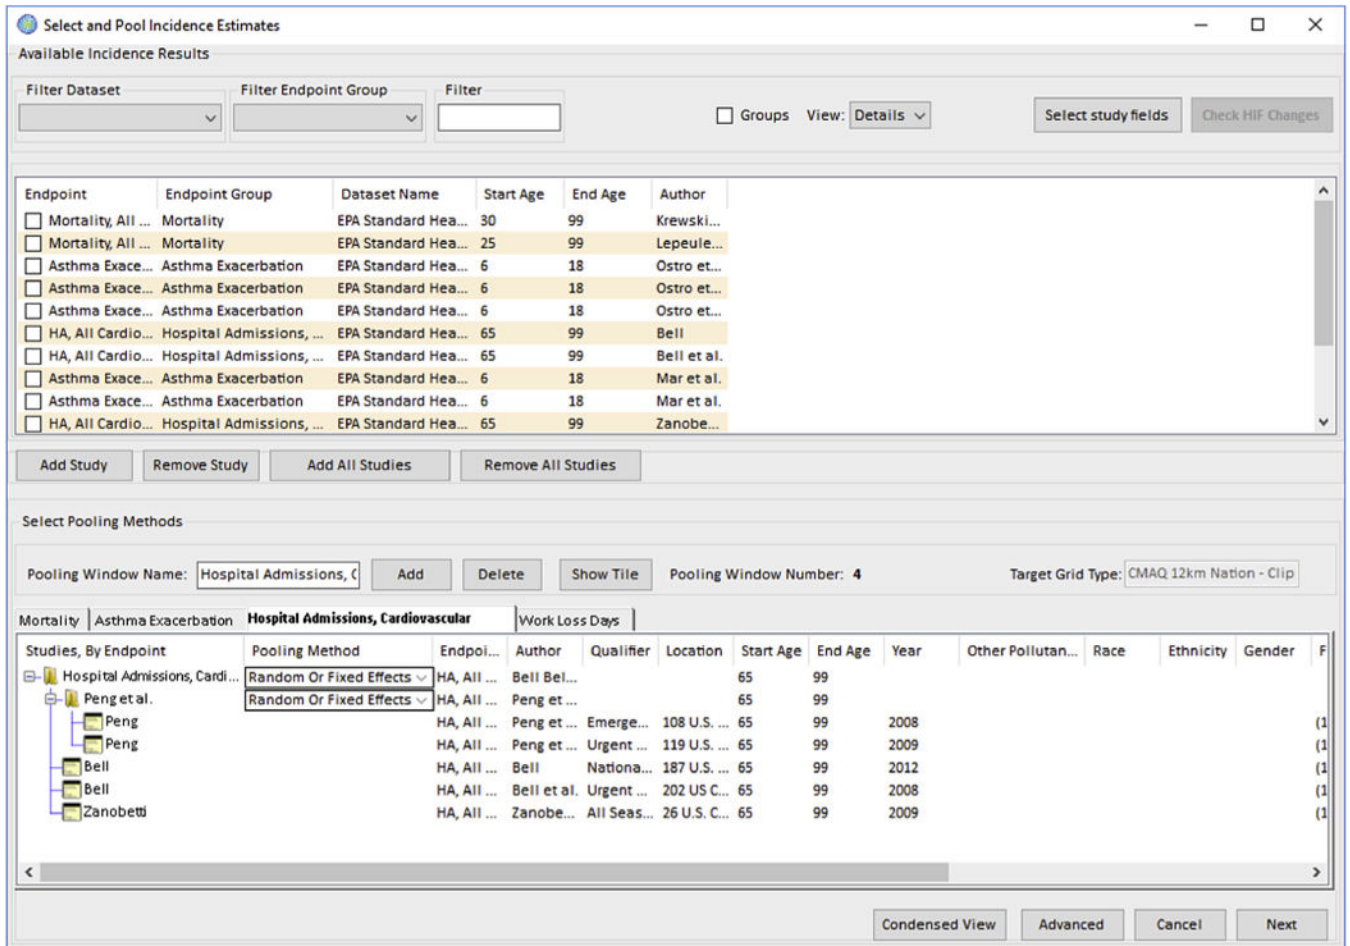 Select and Pool Incidence Estimates
Available Incidence Results
Filter Dataset Filter Endpoint Group Filter
Groups View: Details Select study fields Check HIF Changes
Endpoint Endpoint Group Dataset Name Start Age End Age Author
Mortality, All ... Mortality EPA Standard Hea... 30 99 Krewski...
Mortality, All ... Mortality EPA Standard Hea... 25 99 Lepeule...
Asthma Exace... Asthma Exacerbation EPA Standard Hea... 6 18 Ostro et...
Asthma Exace... Asthma Exacerbation EPA Standard Hea... 6 18 Ostro et...
Asthma Exace... Asthma Exacerbation EPA Standard Hea... 6 18 Ostro et...
HA, All Cardio... Hospital Admissions, ... EPA Standard Hea... 65 99 Bell
HA, All Cardio... Hospital Admissions, ... EPA Standard Hea... 65 99 Bell et al.
Asthma Exace... Asthma Exacerbation EPA Standard Hea... 6 18 Mar et al.
Asthma Exace... Asthma Exacerbation EPA Standard Hea... 6 18 Mar et al.
HA, All Cardio... Hospital Admissions, ... EPA Standard Hea... 65 99 Zanobe...
Add Study Remove Study Add All Studies Remove All Studies
Select Pooling Methods
Pooling Window Name: Hospital Admissions, ( Add Delete Show Tile Pooling Window Number: 4 Target Grid Type: CMAQ 12km Nation - Clip
Mortality Asthma Exacerbation Hospital Admissions, Cardiovascular Work Loss Days
Studies, By Endpoint Pooling Method Endpoi... Author Qualifier Location Start Age End Age Year Other Pollutan... Race Ethnicity Gender F
Hospital Admissions, Cardi... Random Or Fixed Effects HA, All ... Bell Bel... 65 99
Peng et al. Random Or Fixed Effects HA, All ... Peng et ... 65 99
Peng HA, All ... Peng et ... Emerge... 108 U.S. ... 65 99 2008 (1
Peng HA, All ... Peng et ... Urgent ... 119 U.S. ... 65 99 2009 (1
Bell HA, All ... Bell Nationa... 187 U.S. ... 65 99 2012 (1
Bell HA, All ... Bell et al. Urgent ... 202 US C... 65 99 2008 (1
Zanobetti HA, All ... Zanobe... All Seas... 26 U.S. C... 65 99 2009 (1
Condensed View Advanced Cancel Next